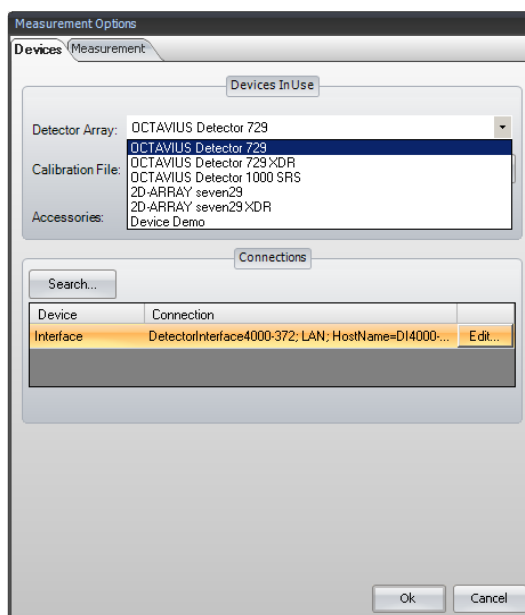 Measurement Options
Devices Measurement
Devices In Use
Detector Array: OCTAVIUS Detector 729
OCTAVIUS Detector 729
OCTAVIUS Detector 729 XDR
Calibration File:
OCTAVIUS Detector 1000 SRS
2D-ARRAY seven29
2D-ARRAY seven29 XDR
Accessories:
Device Demo
Connections
Search...
Device Connection
Interface DetectorInterface4000-372; LAN; HostName=DI4000-... Edit...
Ok Cancel